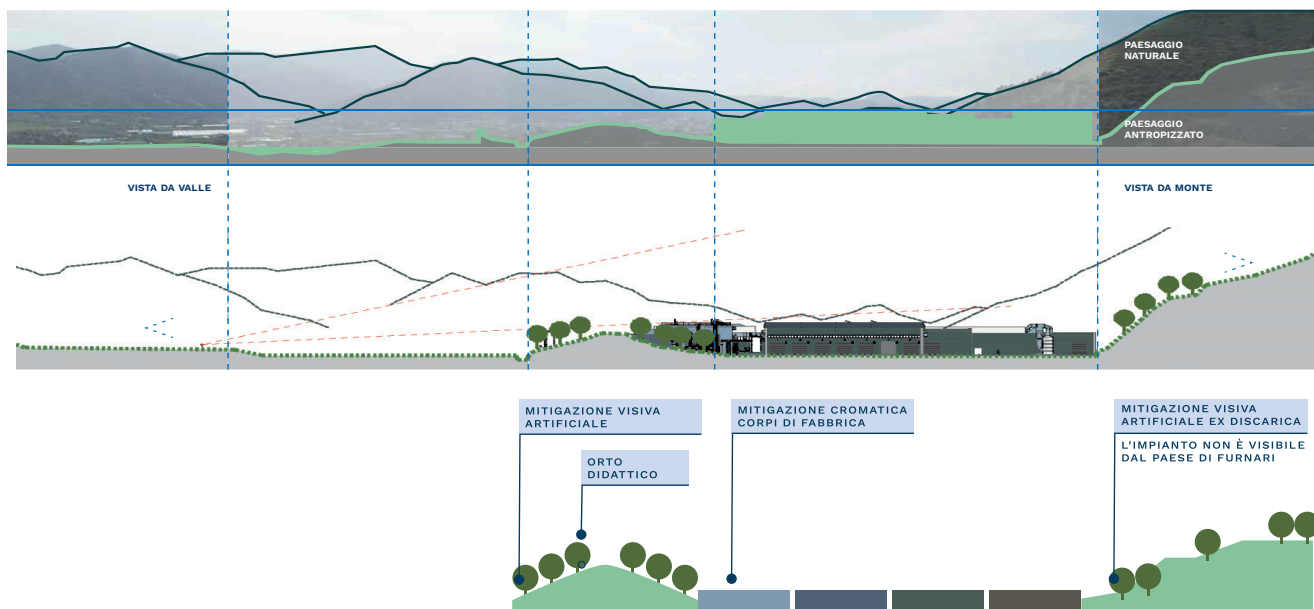 PAESAGGIO
NATURALE
PAESAGGIO
ANTROPIZZATO
VISTA DA VALLE
VISTA DA MONTE
MITIGAZIONE VISIVA
ARTIFICIALE
ORTO
DIDATTICO
MITIGAZIONE CROMATICA
CORPI DI FABBRICA
MITIGAZIONE VISIVA
ARTIFICIALE EX DISCARICA
L'IMPIANTO NON È VISIBILE
DAL PAESE DI FURNARI